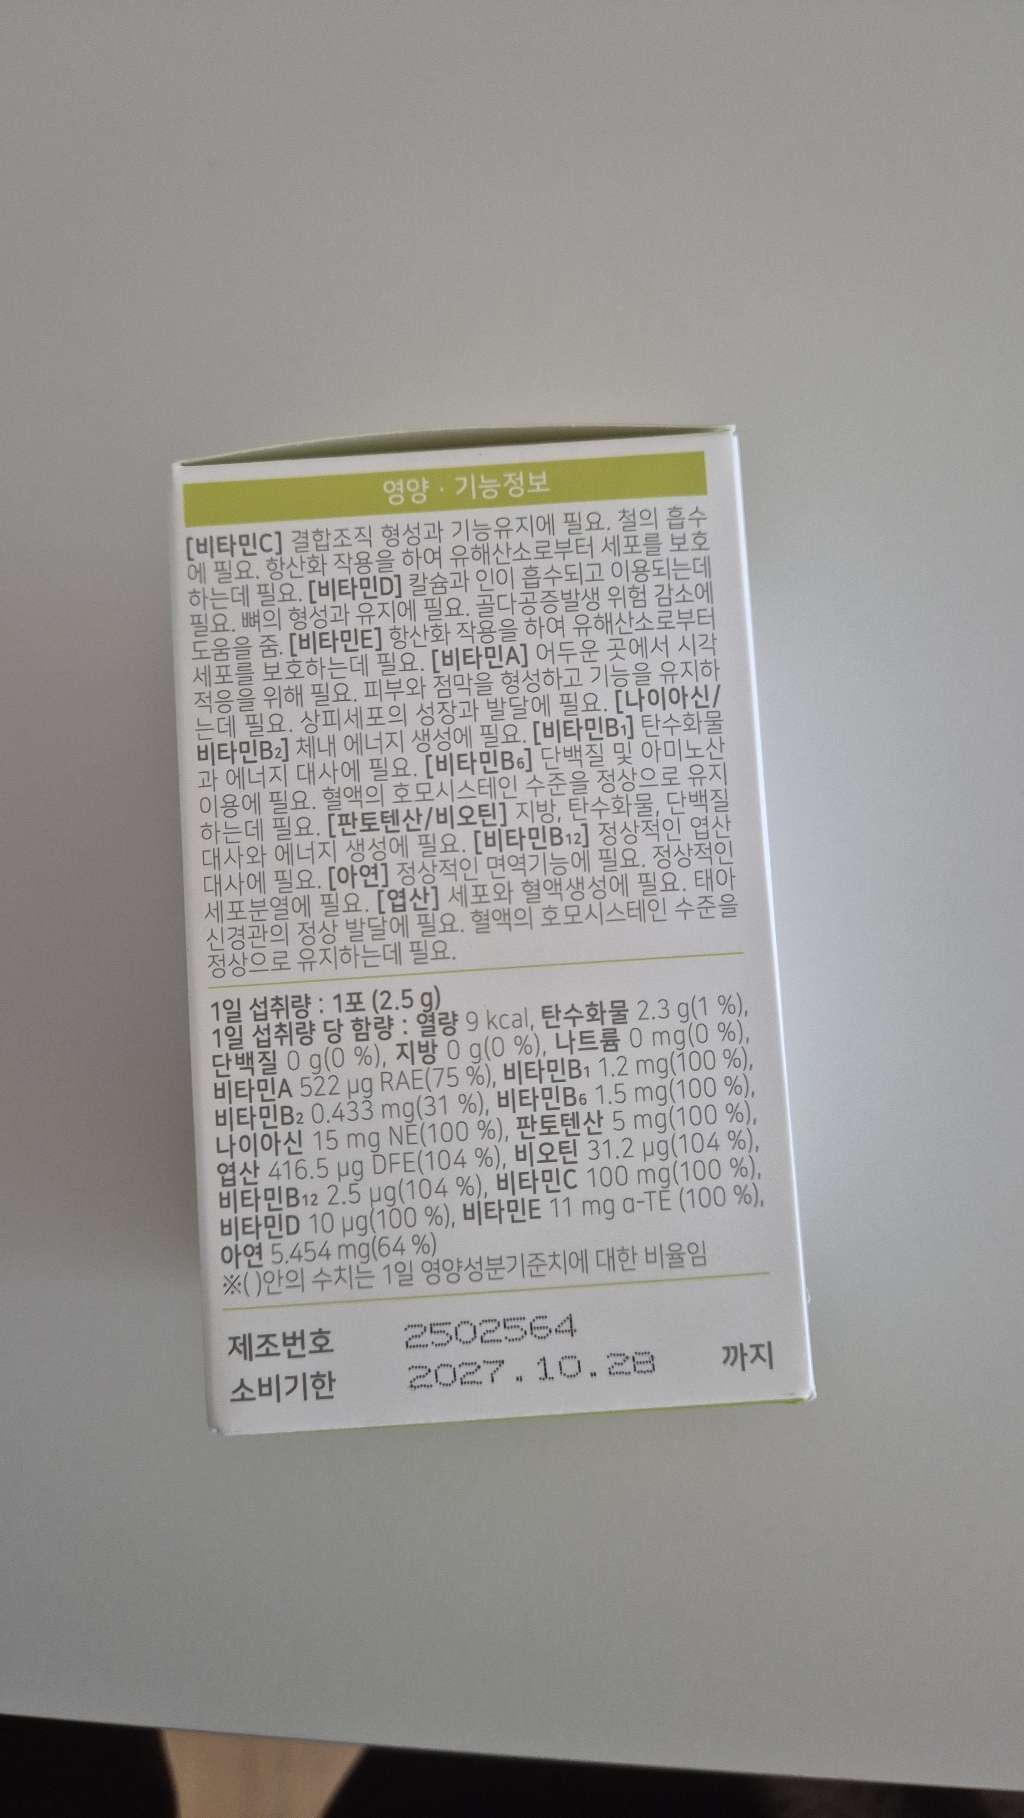 영양 · 기능정보
[비타민C] 결합조직 형성과 기능유지에 필요. 철의 흡수
에 필요. 항산화 작용을 하여 유해산소로부터 세포를 보호
하는데 필요. [비타민D] 칼슘과 인이 흡수되고 이용되는데
필요. 뼈의 형성과 유지에 필요. 골다공증발생 위험 감소에
도움을 줌. [비타민E] 항산화 작용을 하여 유해산소로부터
세포를 보호하는데 필요. [비타민A] 어두운 곳에서 시각
적응을 위해 필요. 피부와 점막을 형성하고 기능을 유지하
는데 필요. 상피세포의 성장과 발달에 필요. [나이아신/
비타민B₂] 체내 에너지 생성에 필요. [비타민B₁] 탄수화물
과 에너지 대사에 필요. [비타민B₆] 단백질 및 아미노산
이용에 필요. 혈액의 호모시스테인 수준을 정상으로 유지
하는데 필요. [판토텐산/비오틴] 지방, 탄수화물, 단백질
대사와 에너지 생성에 필요. [비타민B₁₂] 정상적인 엽산
대사에 필요. [아연] 정상적인 면역기능에 필요. 정상적인
세포분열에 필요. [엽산] 세포와 혈액생성에 필요. 태아
신경관의 정상 발달에 필요. 혈액의 호모시스테인 수준을
정상으로 유지하는데 필요.
1일 섭취량 : 1포 (2.5 g)
1일 섭취량 당 함량 : 열량 9 kcal, 탄수화물 2.3 g(1 %),
단백질 0 g(0 %), 지방 0 g(0 %), 나트륨 0 mg(0 %),
비타민A 522 μg RAE(75 %), 비타민B₁ 1.2 mg(100 %),
비타민B₂ 0.433 mg(31 %), 비타민B₆ 1.5 mg(100 %),
나이아신 15 mg NE(100 %), 판토텐산 5 mg(100 %),
엽산 416.5 μg DFE(104 %), 비오틴 31.2 μg(104 %),
비타민B₁₂ 2.5 μg(104 %), 비타민C 100 mg(100 %),
비타민D 10 μg(100 %), 비타민E 11 mg α-TE (100 %),
아연 5.454 mg(64 %)
※( )안의 수치는 1일 영양성분기준치에 대한 비율임
제조번호 2502564
소비기한 2027.10.28 까지